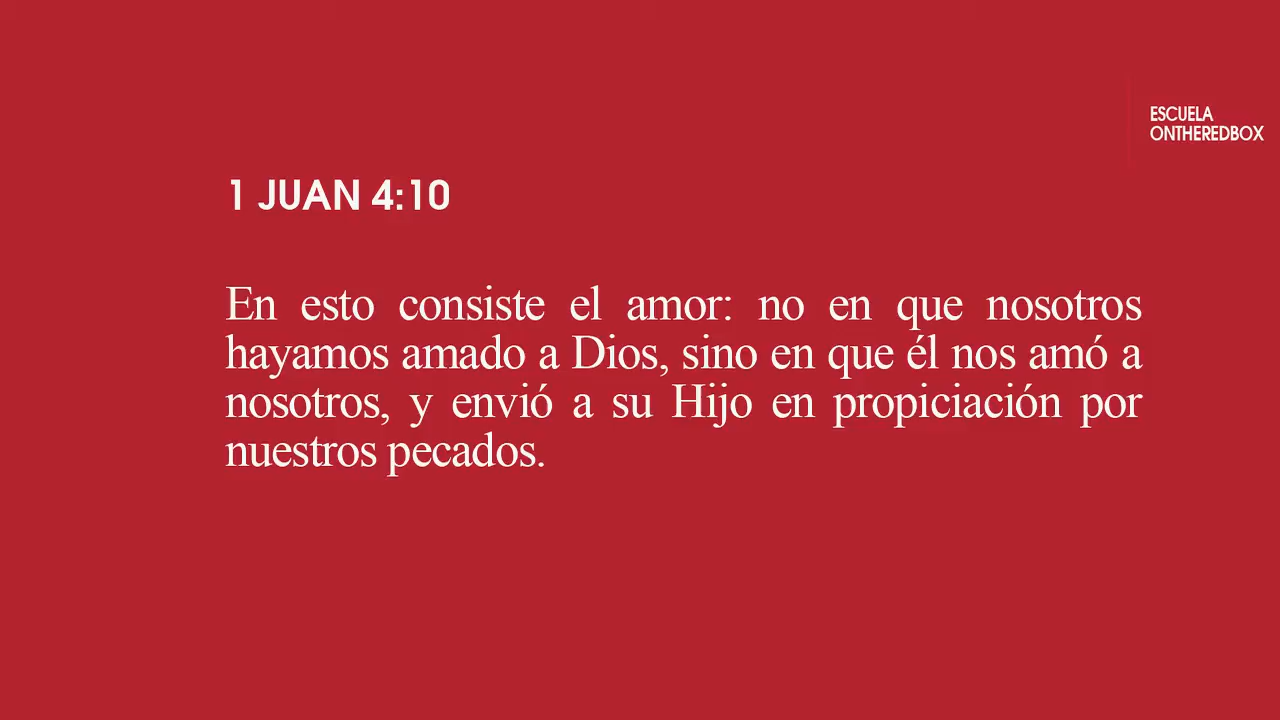 ESCUELA
ONTHEREDBOX
1 JUAN 4:10
En esto consiste el amor: no en que nosotros
hayamos amado a Dios, sino en que él nos amó a
nosotros, y envió a su Hijo en propiciación por
nuestros pecados.